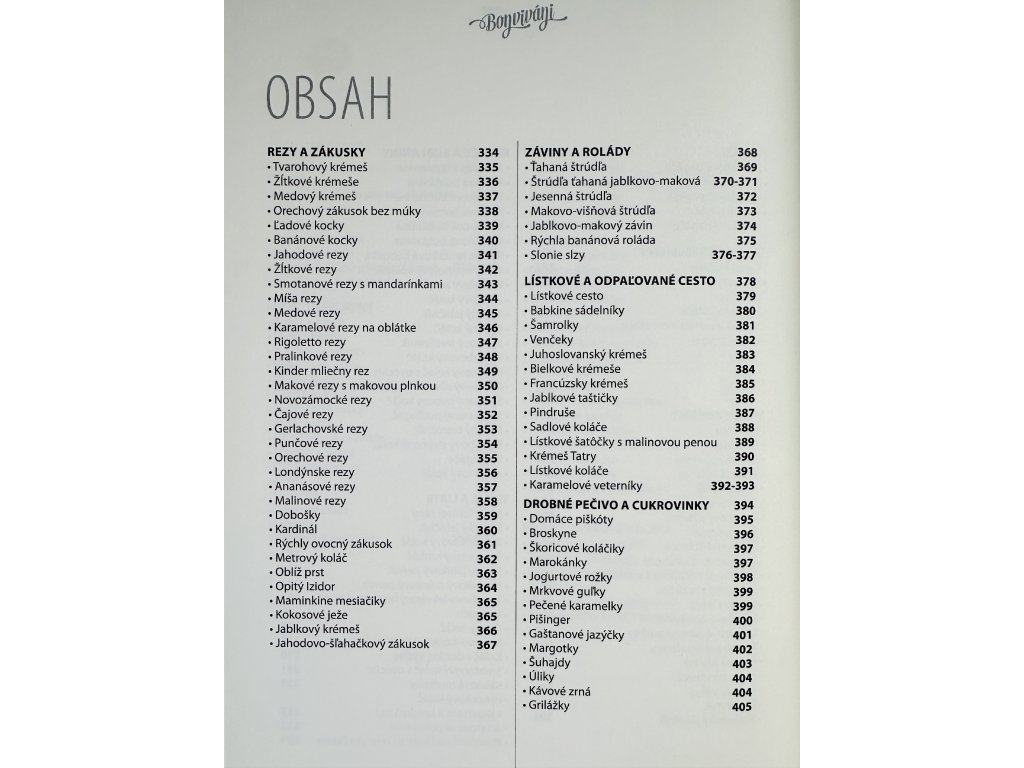 Bonviváni
OBSAH
REZY A ZÁKUSKY 334
• Tvarohový krémeš 335
• Žĺtkové krémeše 336
• Medový krémeš 337
• Orechový zákusok bez múky 338
• Ľadové kocky 339
• Banánové kocky 340
• Jahodové rezy 341
• Žĺtkové rezy 342
• Smotanové rezy s mandarínkami 343
• Míša rezy 344
• Medové rezy 345
• Karamelové rezy na oblátke 346
• Rigoletto rezy 347
• Pralinkové rezy 348
• Kinder mliečny rez 349
• Makové rezy s makovou plnkou 350
• Novozámocké rezy 351
• Čajové rezy 352
• Gerlachovské rezy 353
• Punčové rezy 354
• Orechové rezy 355
• Londýnske rezy 356
• Ananásové rezy 357
• Malinové rezy 358
• Dobošky 359
• Kardinál 360
• Rýchly ovocný zákusok 361
• Metrový koláč 362
• Oblíž prst 363
• Opitý Izidor 364
• Maminkine mesiačiky 365
• Kokosové ježe 365
• Jablkový krémeš 366
• Jahodovo-šľahačkový zákusok 367
ZÁVINY A ROLÁDY 368
• Ťahaná štrúdľa 369
• Štrúdľa ťahaná jablkovo-maková 370-371
• Jesenná štrúdľa 372
• Makovo-višňová štrúdľa 373
• Jablkovo-makový závin 374
• Rýchla banánová roláda 375
• Slonie slzy 376-377
LÍSTKOVÉ A ODPAĽOVANÉ CESTO 378
• Lístkové cesto 379
• Babkine sádelníky 380
• Šamrolky 381
• Venčeky 382
• Juhoslovanský krémeš 383
• Bielkové krémeše 384
• Francúzsky krémeš 385
• Jablkové taštičky 386
• Pindruše 387
• Sadlové koláče 388
• Lístkové šatôčky s malinovou penou 389
• Krémeš Tatry 390
• Lístkové koláče 391
• Karamelové veterníky 392-393
DROBNÉ PEČIVO A CUKROVINKY 394
• Domáce piškóty 395
• Broskyne 396
• Škoricové koláčiky 397
• Marokánky 397
• Jogurtové rožky 398
• Mrkvové guľky 399
• Pečené karamelky 399
• Pišinger 400
• Gaštanové jazýčky 401
• Margotky 402
• Šuhajdy 403
• Úliky 404
• Kávové zrná 404
• Grilážky 405